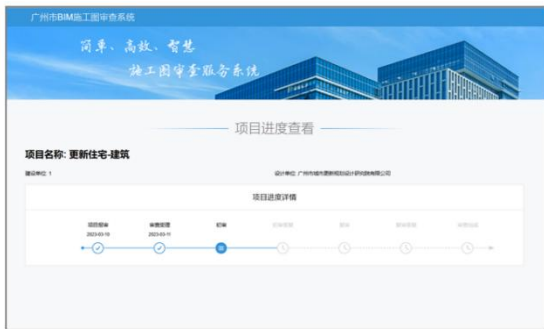 广州市BIM施工图审查系统
简单、高效、智慧
施工图审查服务系统
项目进度查看
项目名称: 更新住宅-建筑
建设单位: 1
设计单位: 广州市城市更新规划设计研究院有限公司
项目进度详情
项目报审 审查受理 初审
2023-03-10 2023-03-11